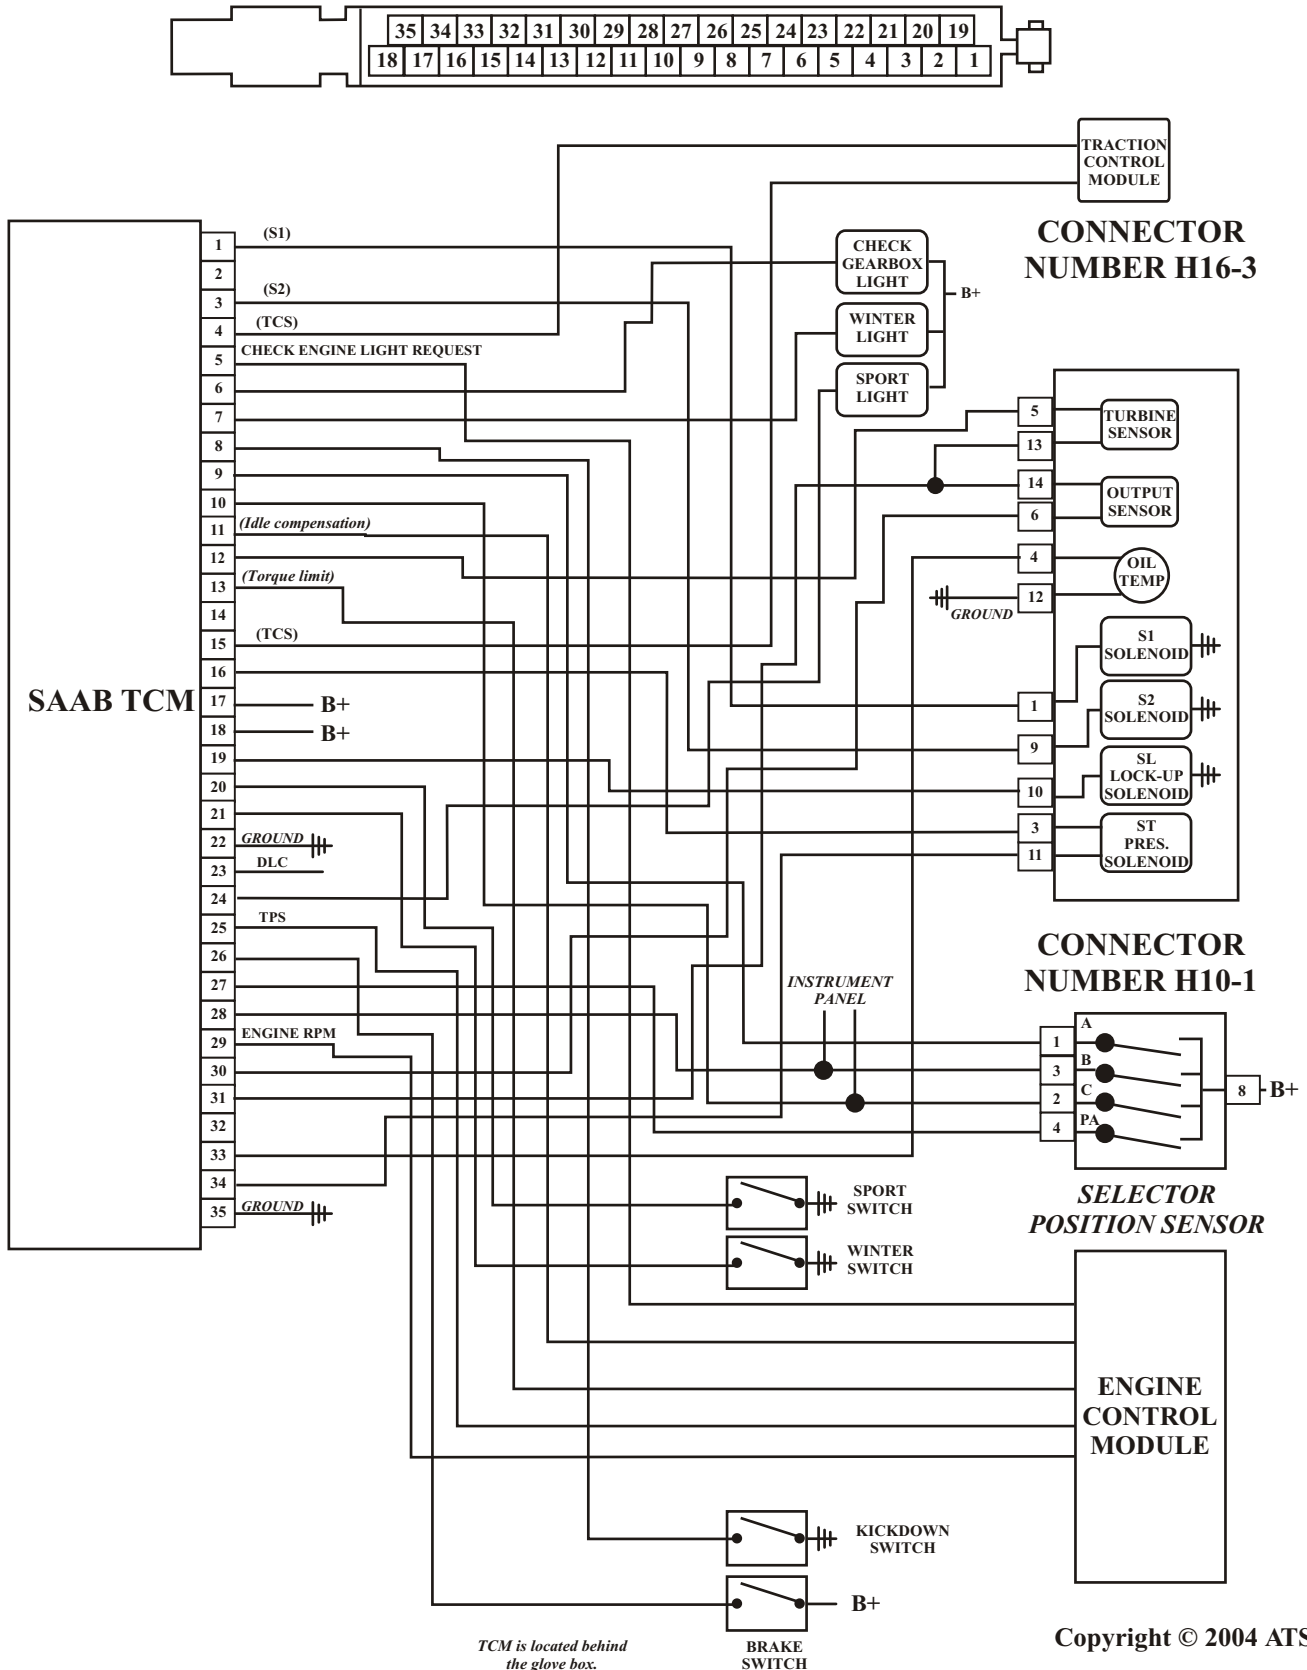 35 34 33 32 31 30 29 28 27 26 25 24 23 22 21 20 19
18 17 16 15 14 13 12 11 10 9 8 7 6 5 4 3 2 1
TRACTION
CONTROL
MODULE
CONNECTOR
NUMBER H16-3
SAAB TCM
1 (S1)
2
3 (S2)
4 (TCS)
5 CHECK ENGINE LIGHT REQUEST
6
7
8
9
10
11 (Idle compensation)
12
13 (Torque limit)
14
15 (TCS)
16
17 B+
18 B+
19
20
21
22 GROUND
23 DLC
24
25 TPS
26
27
28
29 ENGINE RPM
30
31
32
33
34
35 GROUND
CHECK
GEARBOX
LIGHT
B+
WINTER
LIGHT
SPORT
LIGHT
5
13
TURBINE
SENSOR
14
6
OUTPUT
SENSOR
4
12
OIL
TEMP
GROUND
S1
SOLENOID
1
S2
SOLENOID
9
SL
LOCK-UP
SOLENOID
10
3
11
ST
PRES.
SOLENOID
CONNECTOR
NUMBER H10-1
INSTRUMENT
PANEL
1 A
3 B
2 C
4 PA
8 B+
SELECTOR
POSITION SENSOR
SPORT
SWITCH
WINTER
SWITCH
ENGINE
CONTROL
MODULE
KICKDOWN
SWITCH
B+
BRAKE
SWITCH
TCM is located behind
the glove box.
Copyright © 2004 ATS